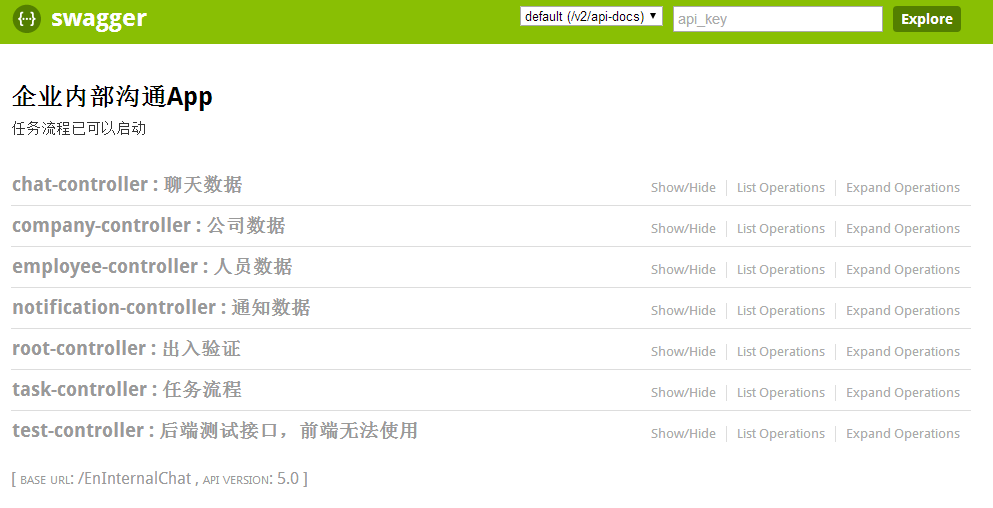 swagger default (/v2/api-docs) api_key Explore
企业内部沟通App
任务流程已可以启动
chat-controller : 聊天数据 Show/Hide List Operations Expand Operations
company-controller : 公司数据 Show/Hide List Operations Expand Operations
employee-controller : 人员数据 Show/Hide List Operations Expand Operations
notification-controller : 通知数据 Show/Hide List Operations Expand Operations
root-controller : 出入验证 Show/Hide List Operations Expand Operations
task-controller : 任务流程 Show/Hide List Operations Expand Operations
test-controller : 后端测试接口，前端无法使用 Show/Hide List Operations Expand Operations
[ BASE URL: /EnInternalChat , API VERSION: 5.0 ]